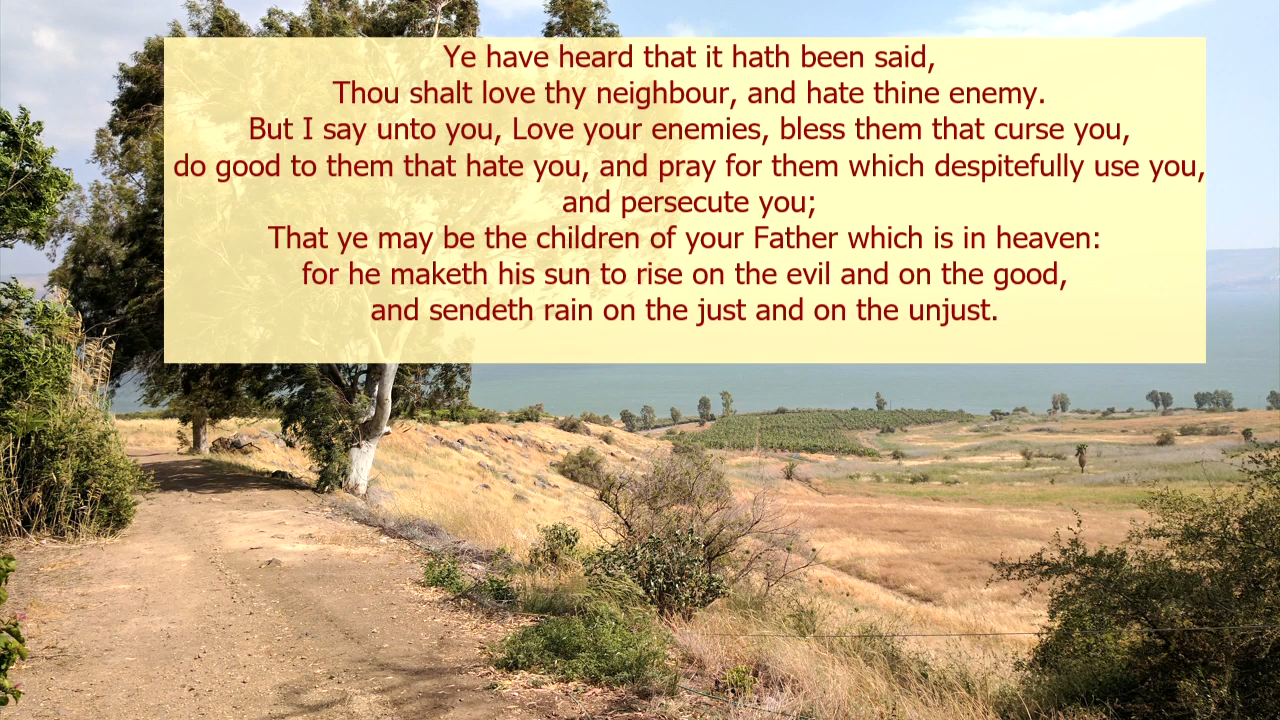 Ye have heard that it hath been said,
Thou shalt love thy neighbour, and hate thine enemy.
But I say unto you, Love your enemies, bless them that curse you,
do good to them that hate you, and pray for them which despitefully use you,
and persecute you;
That ye may be the children of your Father which is in heaven:
for he maketh his sun to rise on the evil and on the good,
and sendeth rain on the just and on the unjust.